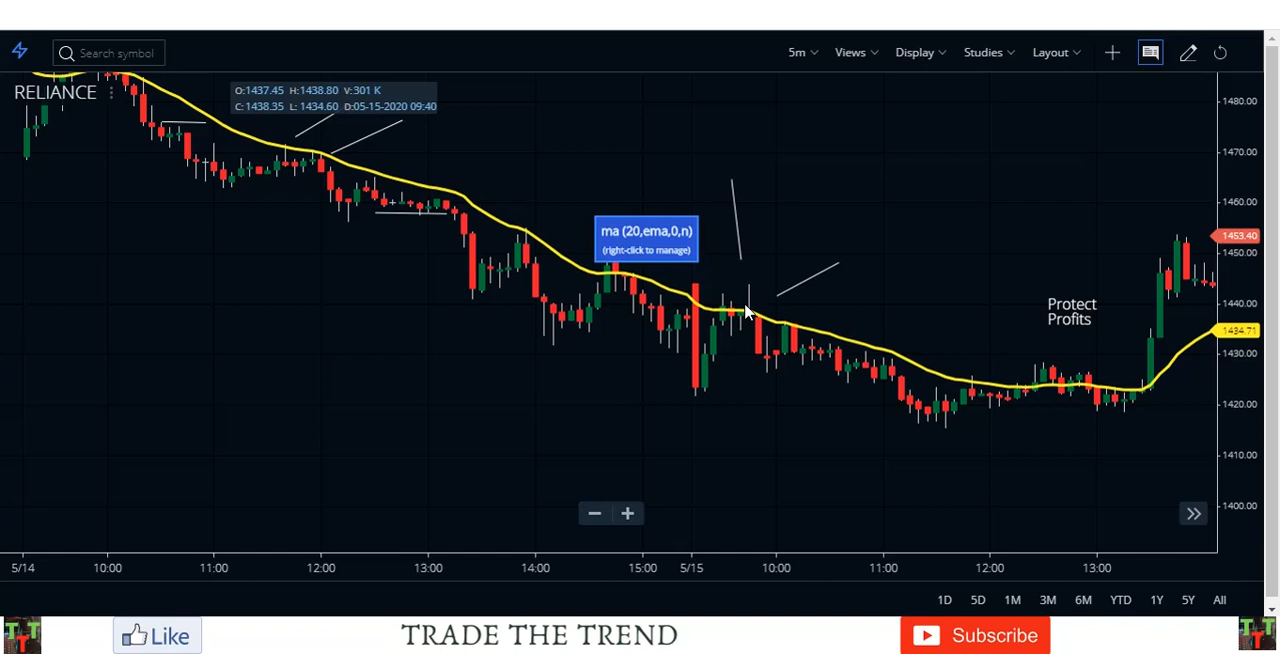 Search symbol
5m Views Display Studies Layout
RELIANCE
O:1437.45 H:1438.80 V:301 K
C:1438.35 L: 1434.60 D:05-15-2020 09:40
ma (20,ema,0,n)
(right-click to manage)
Protect
Profits
1480.00
1470.00
1460.00
1453.40
1450.00
1440.00
1434.71
1430.00
1420.00
1410.00
1400.00
5/14 10:00 11:00 12:00 13:00 14:00 15:00 5/15 10:00 11:00 12:00 13:00
1D 5D 1M 3M 6M YTD 1Y 5Y All
TTT Like TRADE THE TREND Subscribe TTT